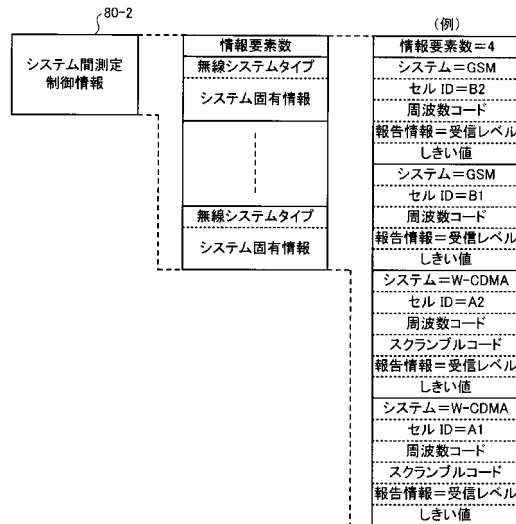 80-2
システム間測定
制御情報
情報要素数
無線システムタイプ
システム固有情報
無線システムタイプ
システム固有情報
(例)
情報要素数=4
システム=GSM
セル ID=B2
周波数コード
報告情報=受信レベル
しきい値
システム=GSM
セル ID=B1
周波数コード
報告情報=受信レベル
しきい値
システム=W-CDMA
セル ID=A2
周波数コード
スクランブルコード
報告情報=受信レベル
しきい値
システム=W-CDMA
セル ID=A1
周波数コード
スクランブルコード
報告情報=受信レベル
しきい値